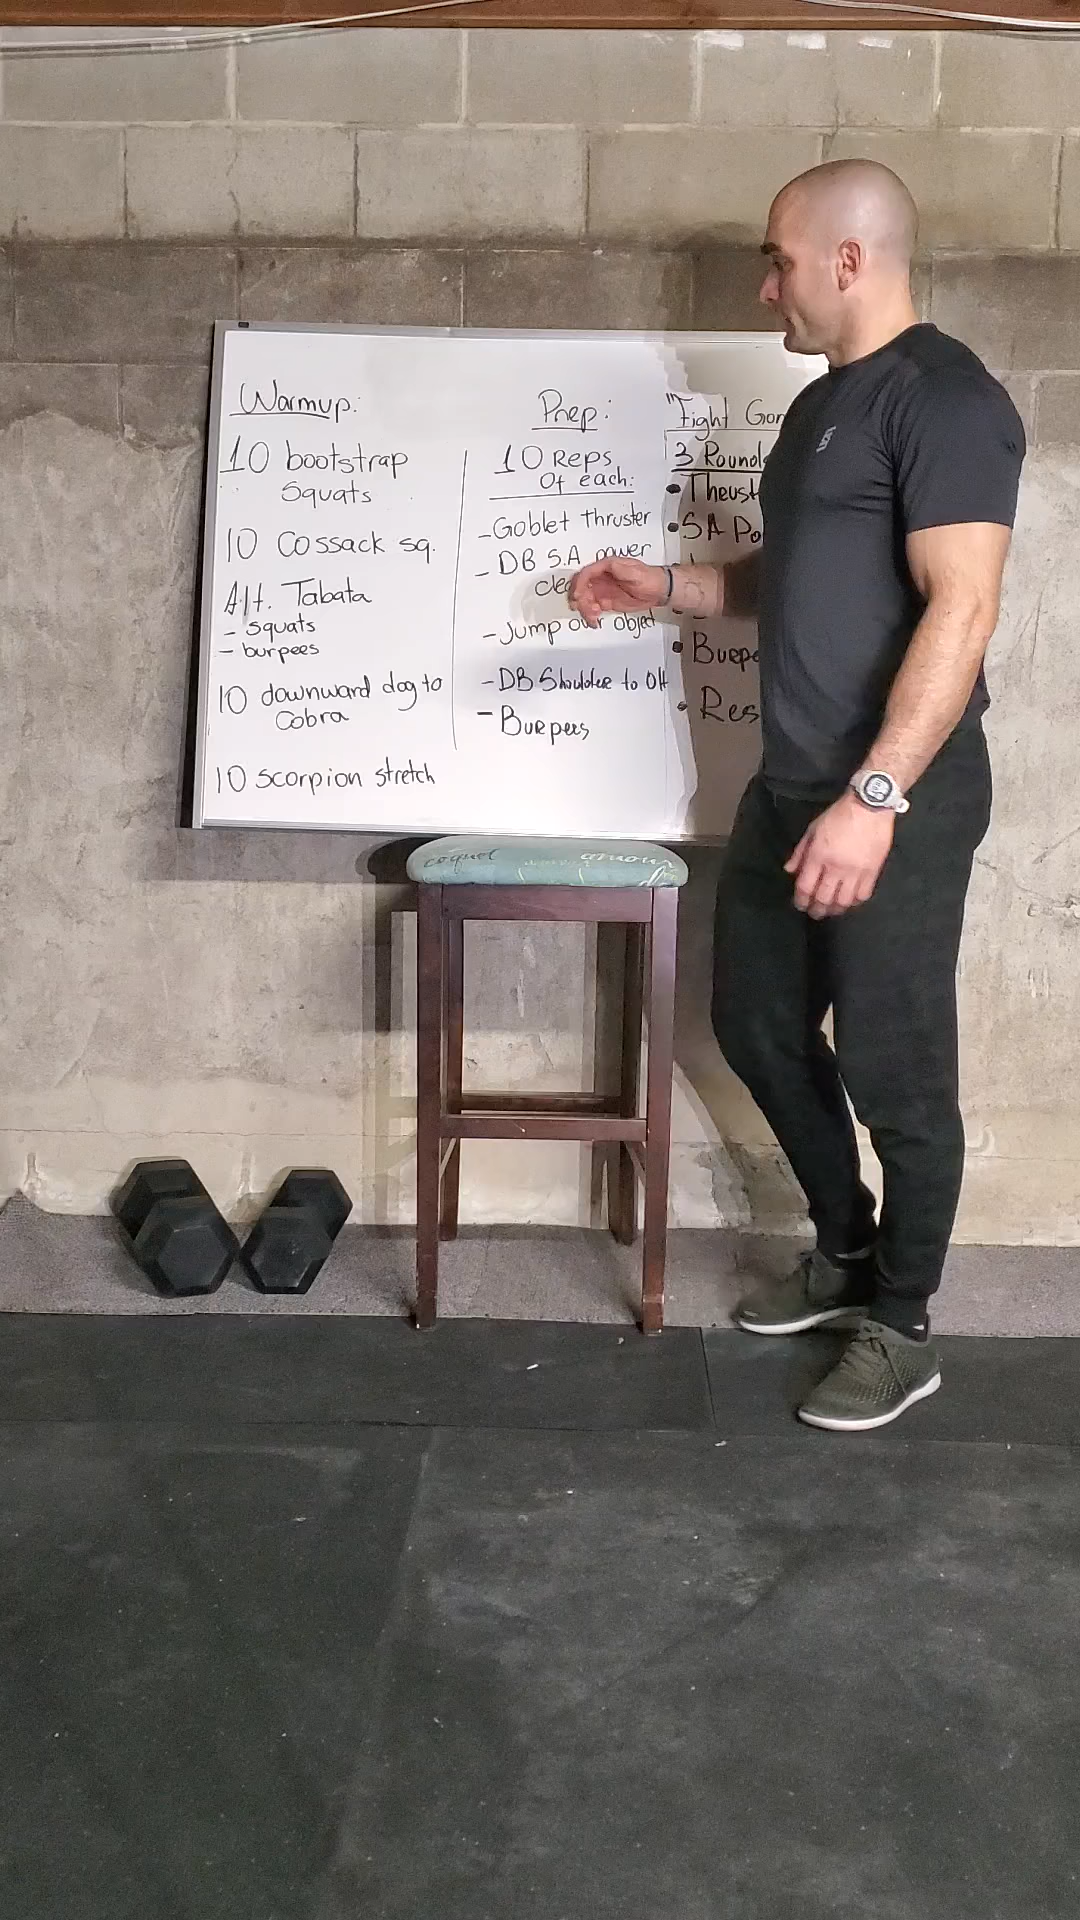 Warmup:
10 bootstrap
Squats
10 Cossack sq.
Alt. Tabata
- squats
- burpees
10 downward dog to
Cobra
10 scorpion stretch
Prep:
10 Reps
Of each:
- Goblet thruster
- DB S.A power
- Jump over object
- DB Shoulder to OH
- Burpees
"Fight Gon
3 Rounds
• Thrust
• SA Po
• Burpe
• Res
coquet amour